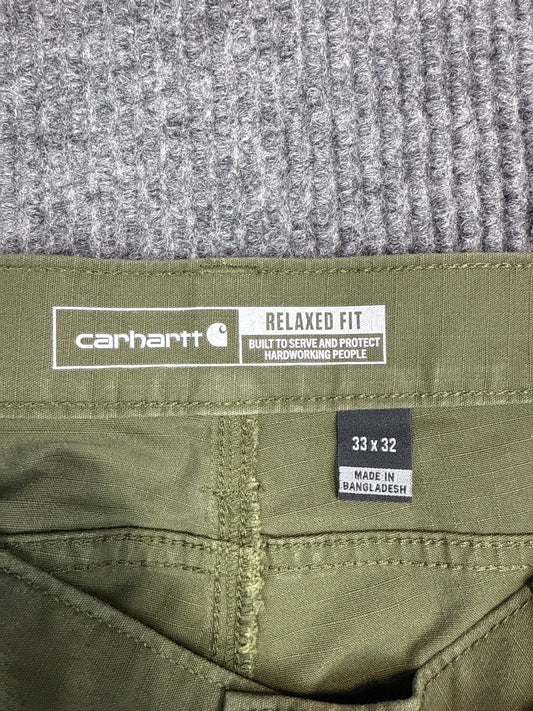 carhartt
RELAXED FIT
BUILT TO SERVE AND PROTECT
HARDWORKING PEOPLE
33 x 32
MADE IN
BANGLADESH